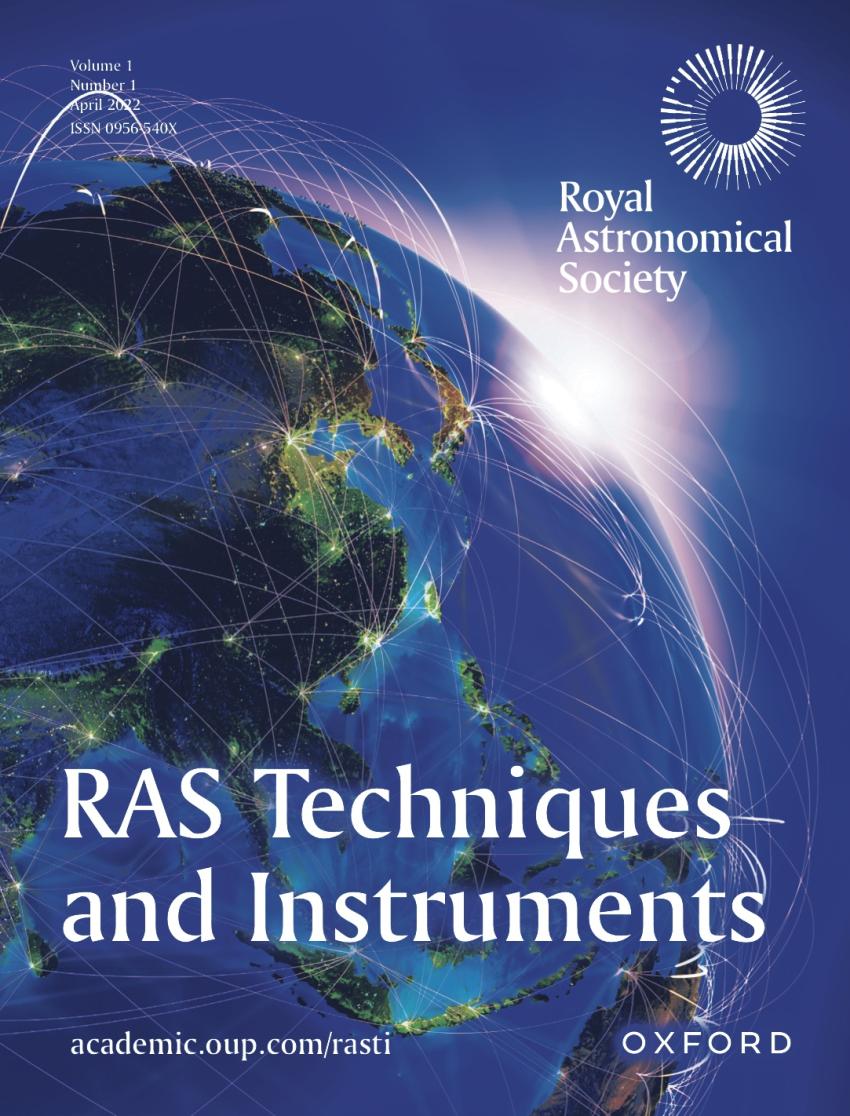 Volume 1
Number 1
April 2022
ISSN 0956-540X
Royal
Astronomical
Society
RAS Techniques
and Instruments
academic.oup.com/rasti
OXFORD